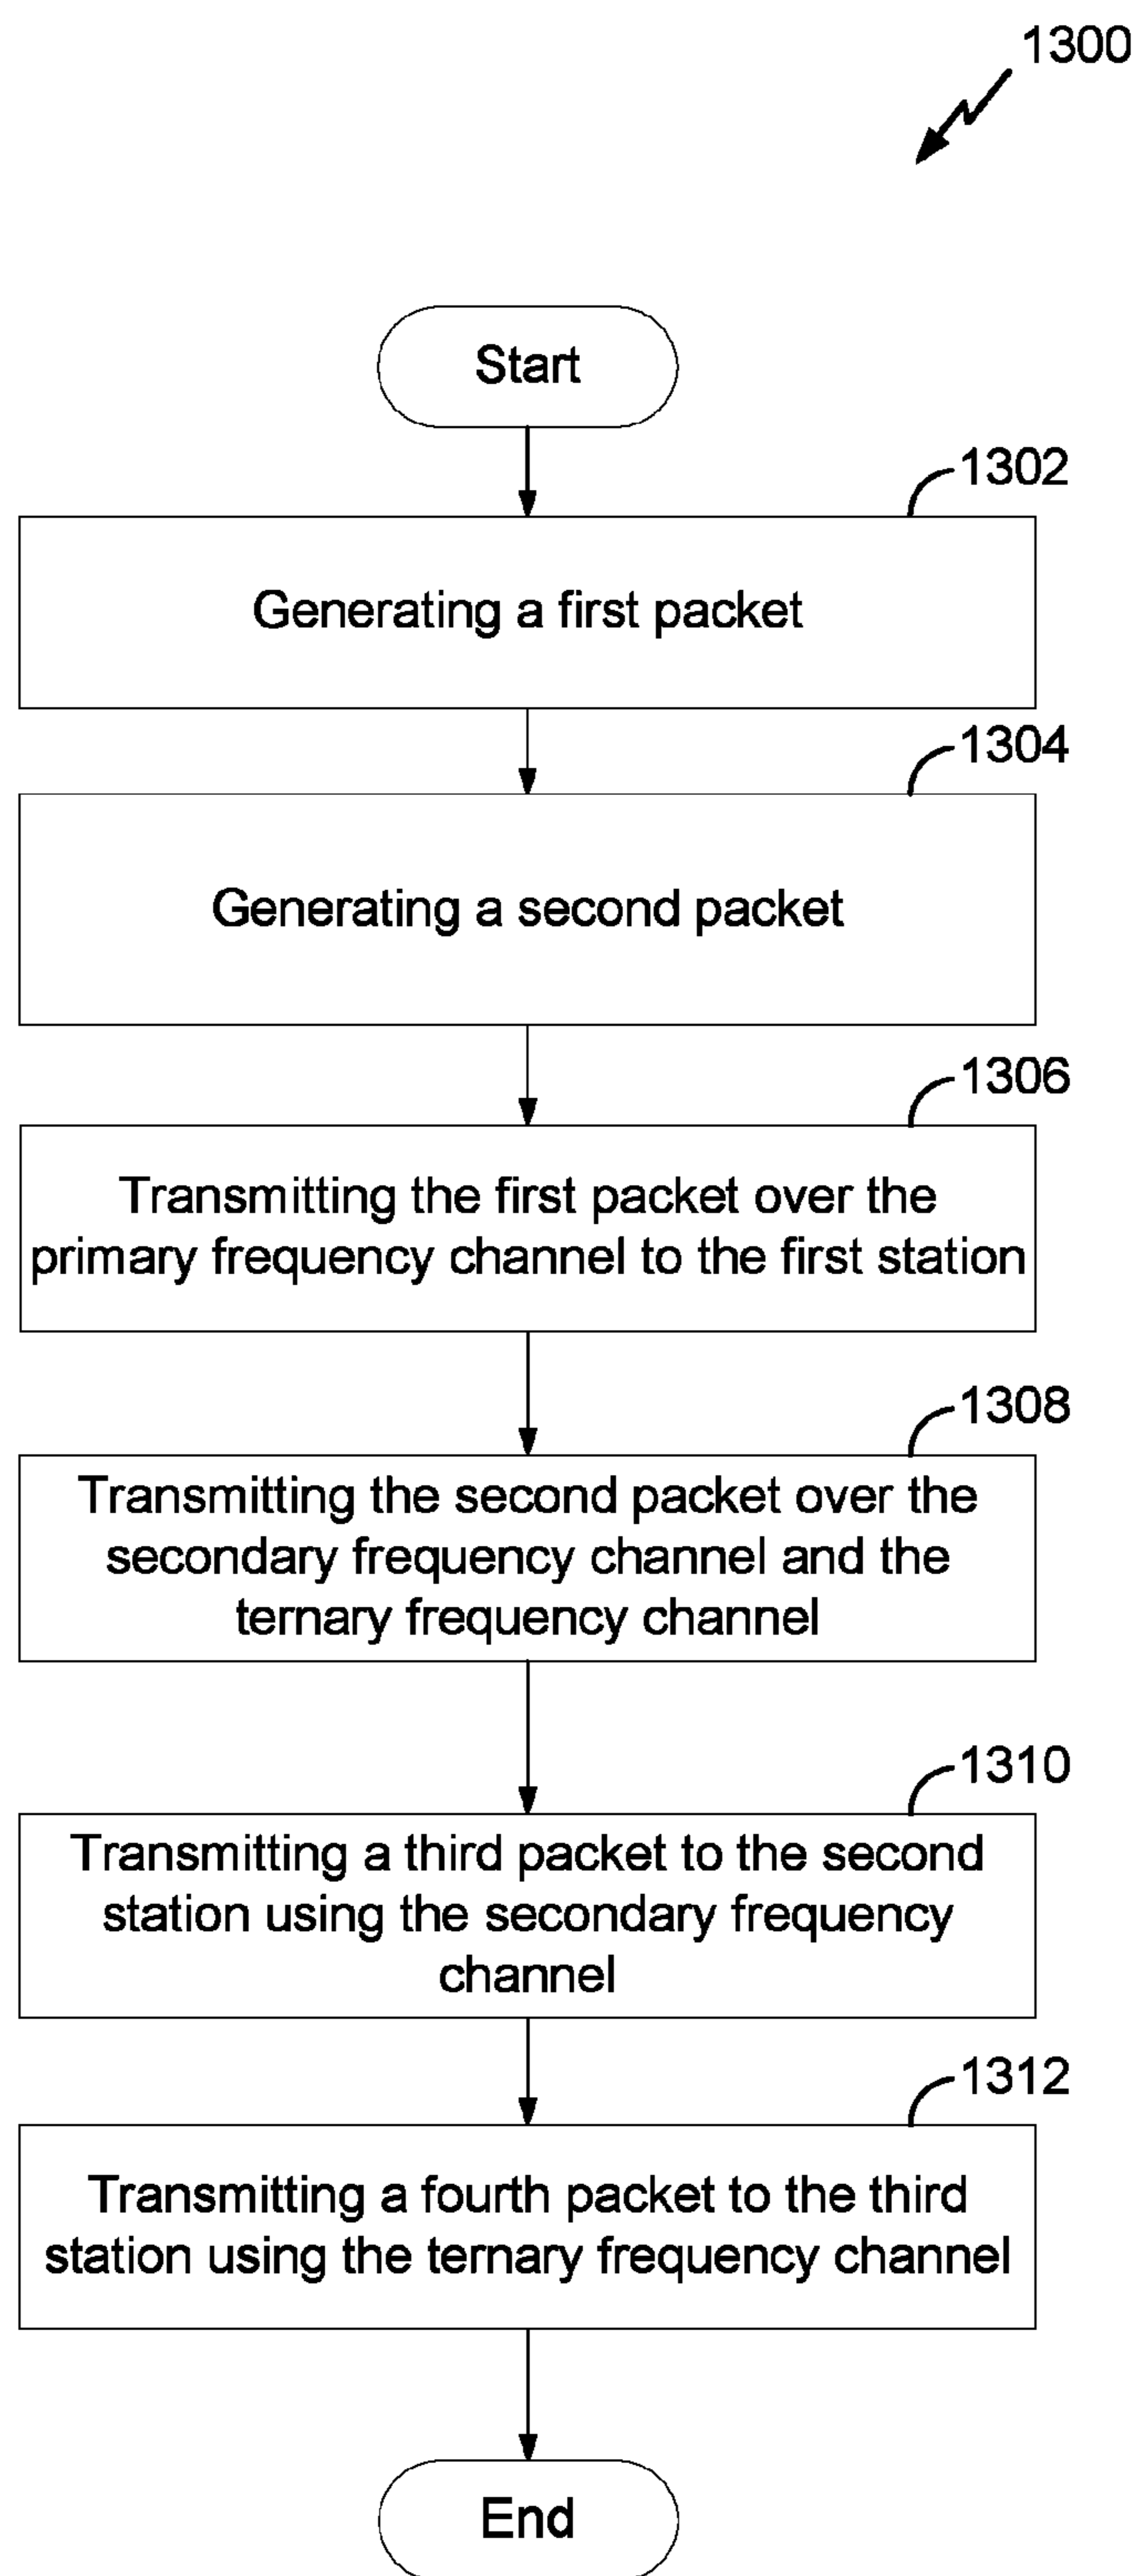 1300
Start
1302
Generating a first packet
1304
Generating a second packet
1306
Transmitting the first packet over the
primary frequency channel to the first station
1308
Transmitting the second packet over the
secondary frequency channel and the
ternary frequency channel
1310
Transmitting a third packet to the second
station using the secondary frequency
channel
1312
Transmitting a fourth packet to the third
station using the ternary frequency channel
End